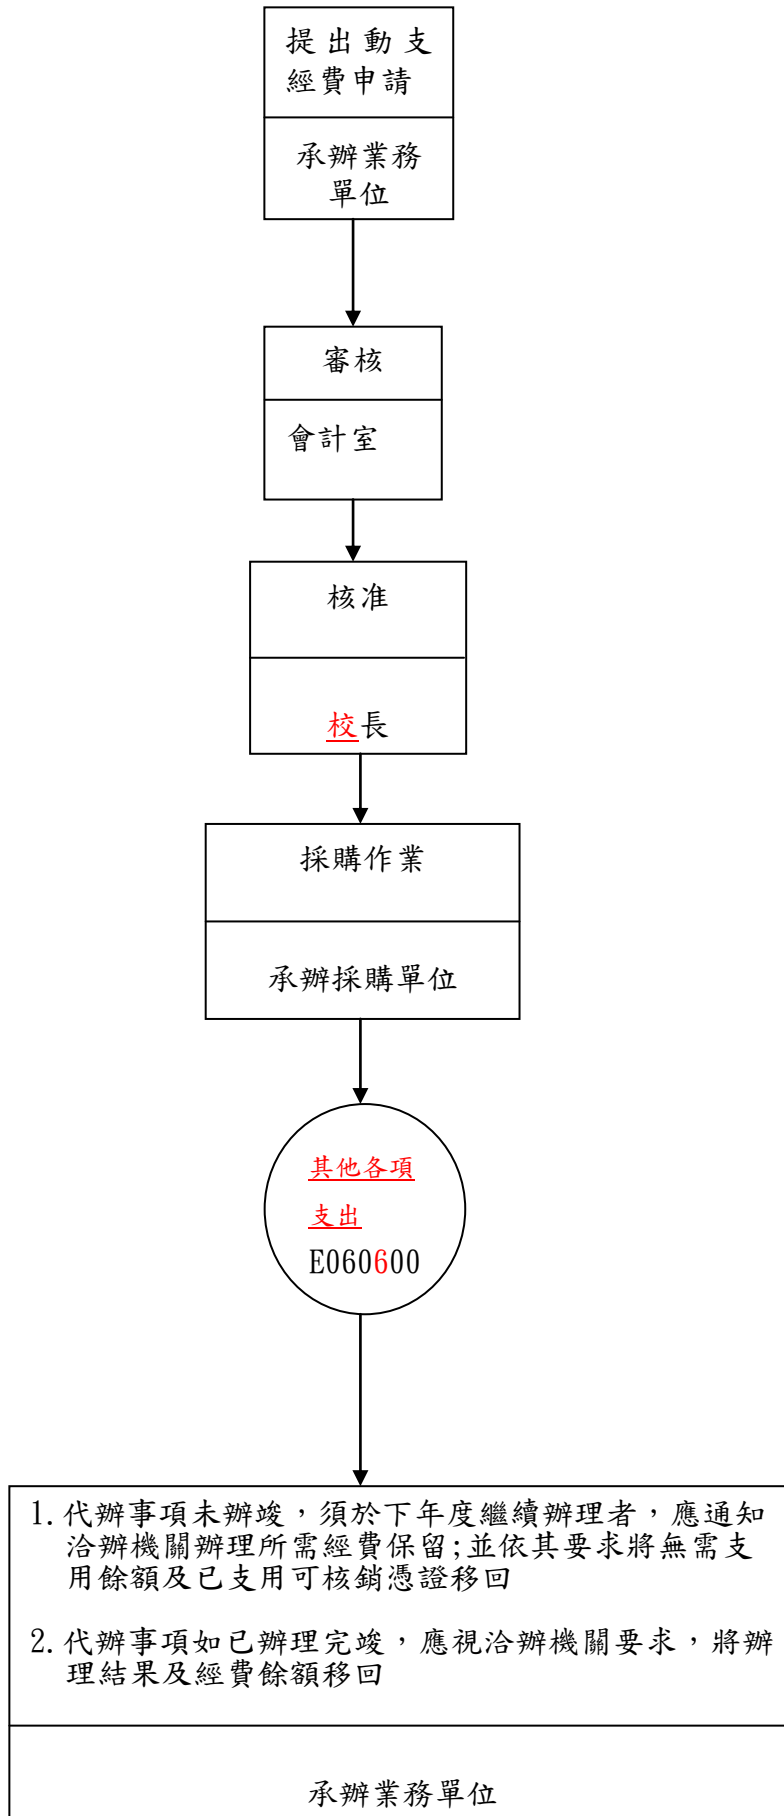 提出動支
經費申請
承辦業務
單位
審核
會計室
核准
校長
採購作業
承辦採購單位
其他各項
支出
E060600
1.代辦事項未辦竣，須於下年度繼續辦理者，應通知
洽辦機關辦理所需經費保留;並依其要求將無需支
用餘額及已支用可核銷憑證移回
2.代辦事項如已辦理完竣，應視洽辦機關要求，將辦
理結果及經費餘額移回
承辦業務單位